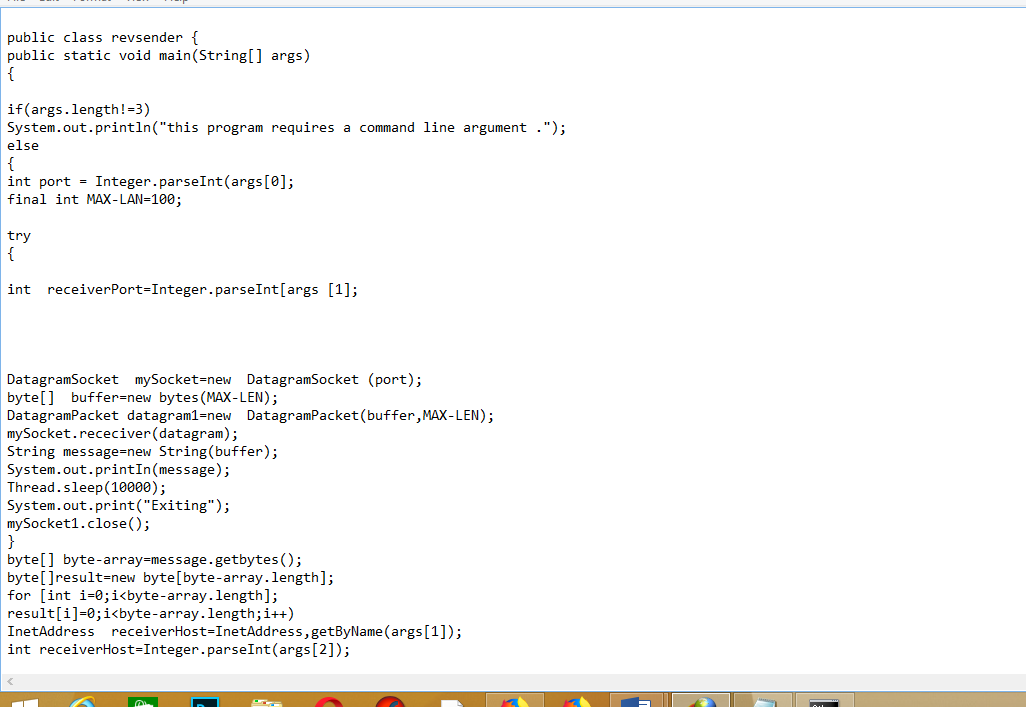 public class revsender {
public static void main(String[] args)
{
if(args.length!=3)
System.out.println("this program requires a command line argument .");
else
{
int port = Integer.parseInt(args[0];
final int MAX-LAN=100;
try
{
int  receiverPort=Integer.parseInt[args [1];
DatagramSocket  mySocket=new  DatagramSocket (port);
byte[]  buffer=new bytes(MAX-LEN);
DatagramPacket datagram1=new  DatagramPacket(buffer,MAX-LEN);
mySocket.receciver(datagram);
String message=new String(buffer);
System.out.printIn(message);
Thread.sleep(10000);
System.out.print("Exiting");
mySocket1.close();
}
byte[] byte-array=message.getbytes();
byte[]result=new byte[byte-array.length];
for [int i=0;i<byte-array.length];
result[i]=0;i<byte-array.length;i++)
InetAddress  receiverHost=InetAddress,getByName(args[1]);
int receiverHost=Integer.parseInt(args[2]);